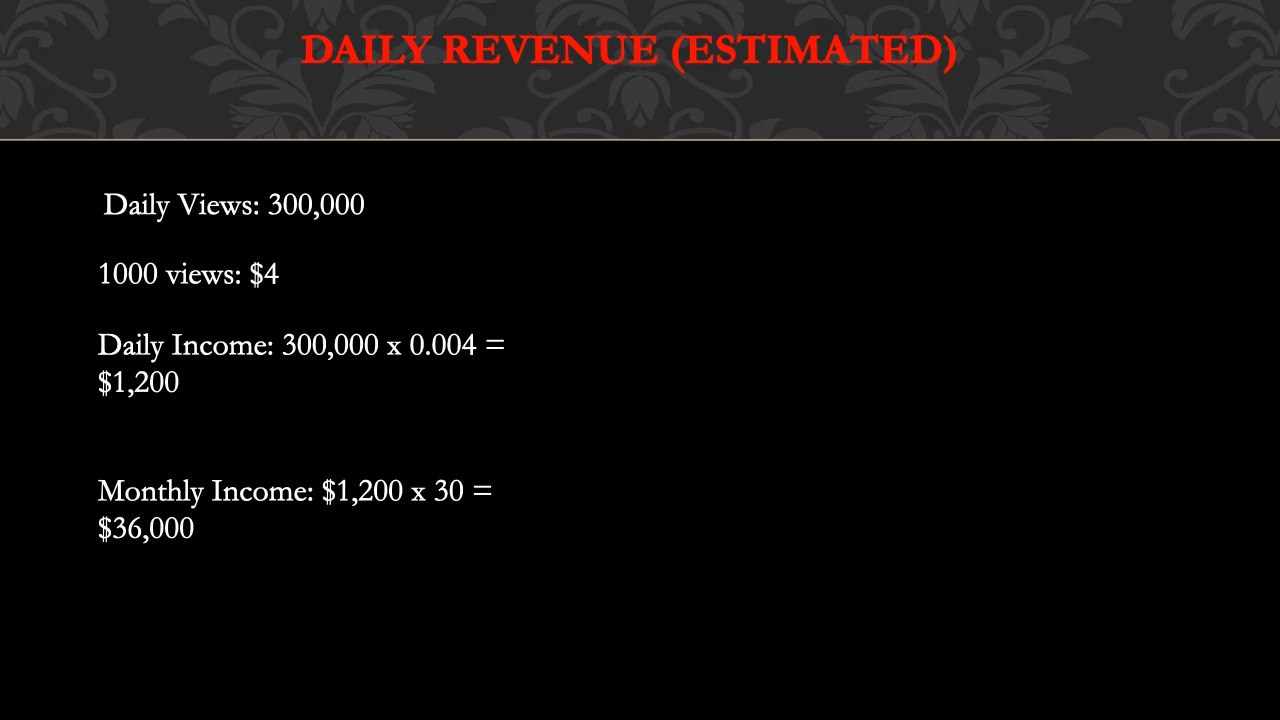 DAILY REVENUE (ESTIMATED)
Daily Views: 300,000
1000 views: $4
Daily Income: 300,000 x 0.004 =
$1,200
Monthly Income: $1,200 x 30 =
$36,000